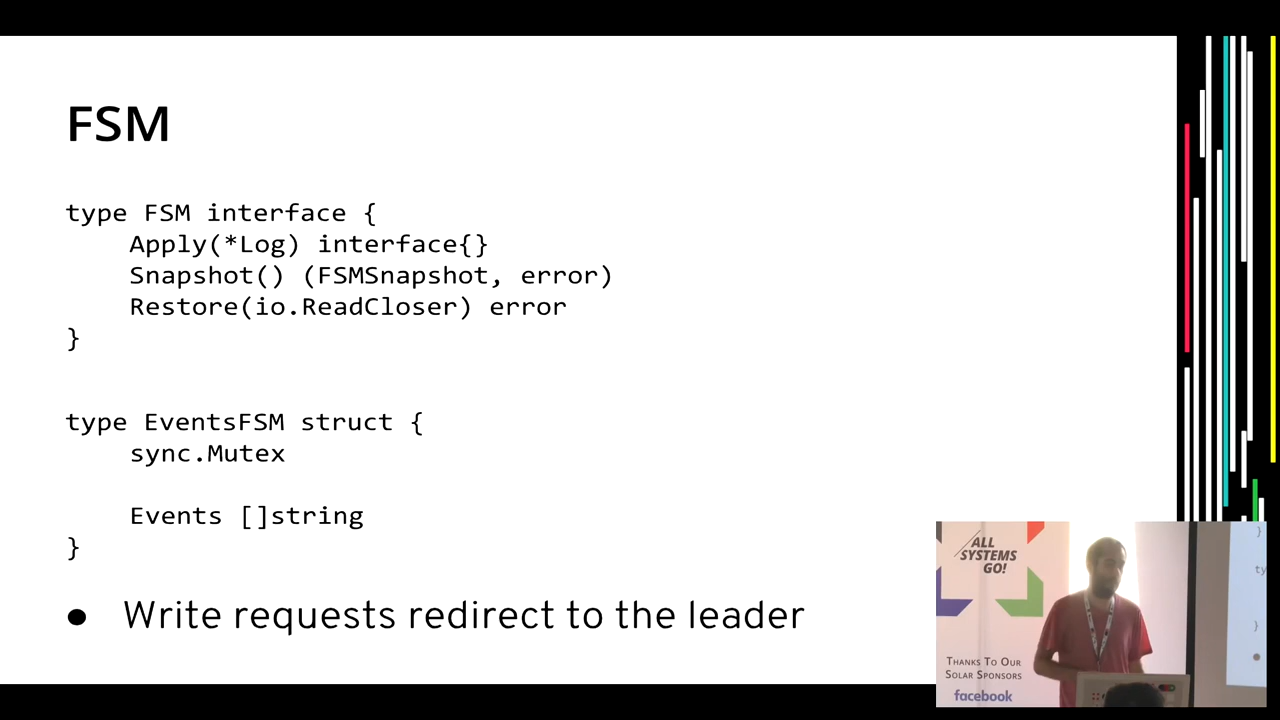 FSM
type FSM interface {
Apply(*Log) interface{}
Snapshot() (FSMSnapshot, error)
Restore(io.ReadCloser) error
}
type EventsFSM struct {
sync.Mutex
Events []string
}
● Write requests redirect to the leader
ALL
SYSTEMS
GO!
THANKS TO OUR
SOLAR SPONSORS
facebook
}
ty
}
●